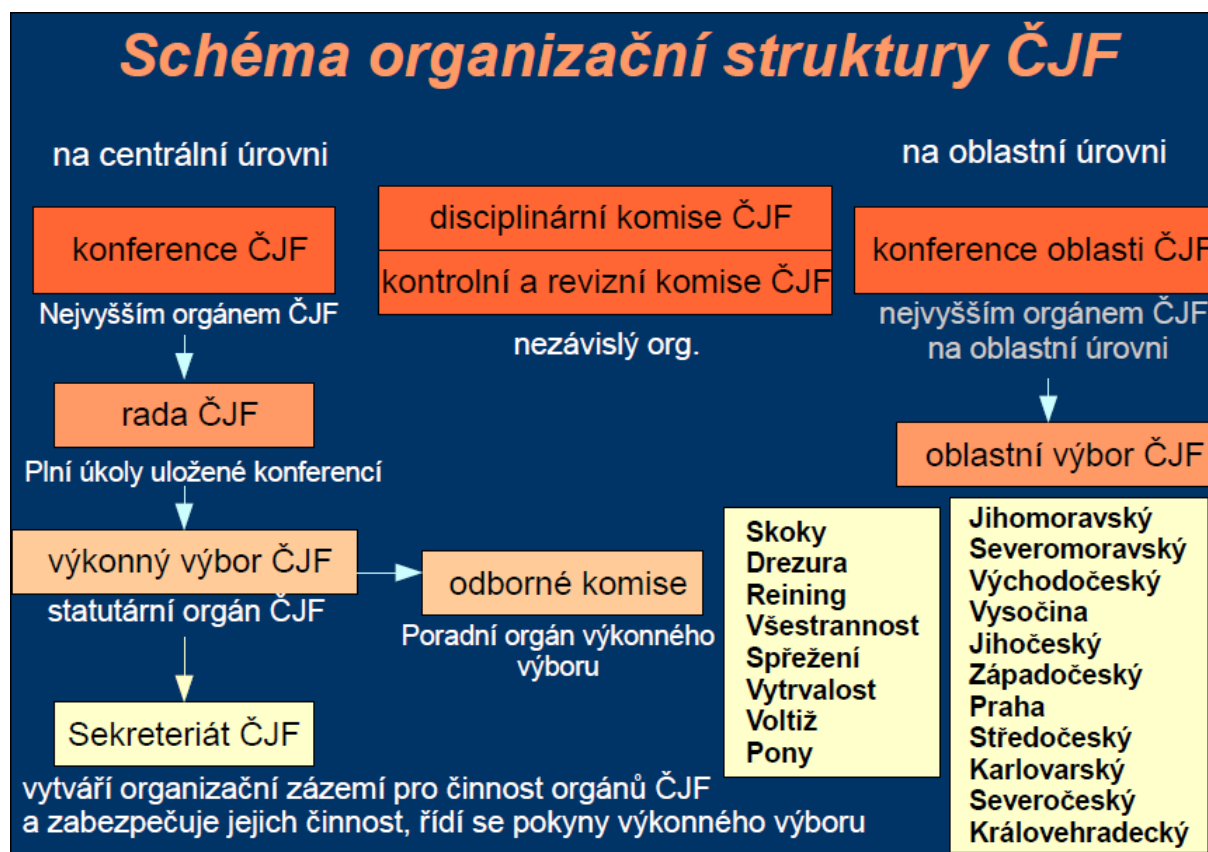 Schéma organizační struktury ČJF
na centrální úrovni
konference ČJF
Nejvyšším orgánem ČJF
rada ČJF
Plní úkoly uložené konferencí
výkonný výbor ČJF
statutární orgán ČJF
Sekreteriát ČJF
vytváří organizační zázemí pro činnost orgánů ČJF
a zabezpečuje jejich činnost, řídí se pokyny výkonného výboru
disciplinární komise ČJF
kontrolní a revizní komise ČJF
nezávislý org.
odborné komise
Poradní orgán výkonného
výboru
Skoky
Drezura
Reining
Všestrannost
Spřežení
Vytrvalost
Voltiž
Pony
na oblastní úrovni
konference oblasti ČJF
nejvyšším orgánem ČJF
na oblastní úrovni
oblastní výbor ČJF
Jihomoravský
Severomoravský
Východočeský
Vysočina
Jihočeský
Západočeský
Praha
Středočeský
Karlovarský
Severočeský
Královehradecký